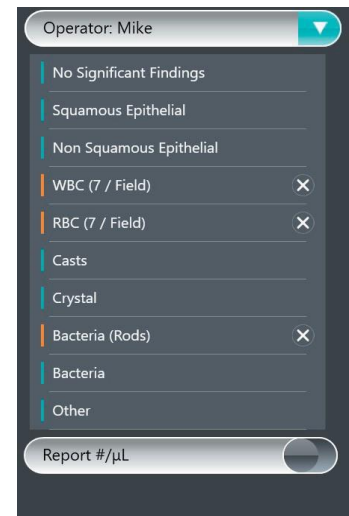 Operator: Mike
No Significant Findings
Squamous Epithelial
Non Squamous Epithelial
WBC (7 / Field)
RBC (7 / Field)
Casts
Crystal
Bacteria (Rods)
Bacteria
Other
Report #/µL